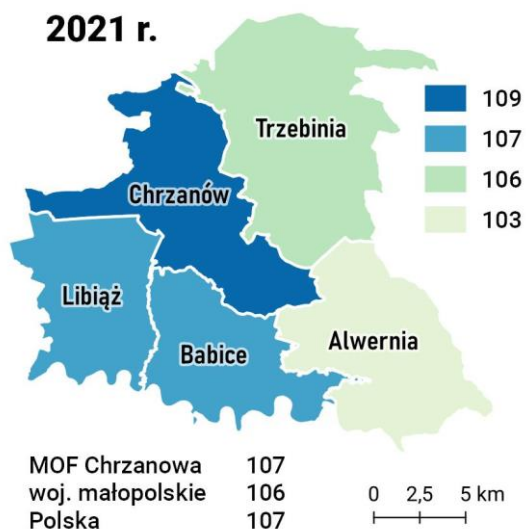 2021 r.
109
107
106
103
Trzebinia
Chrzanów
Libiąż
Babice
Alwernia
MOF Chrzanowa 107
woj. małopolskie 106
Polska 107
0 2,5 5 km